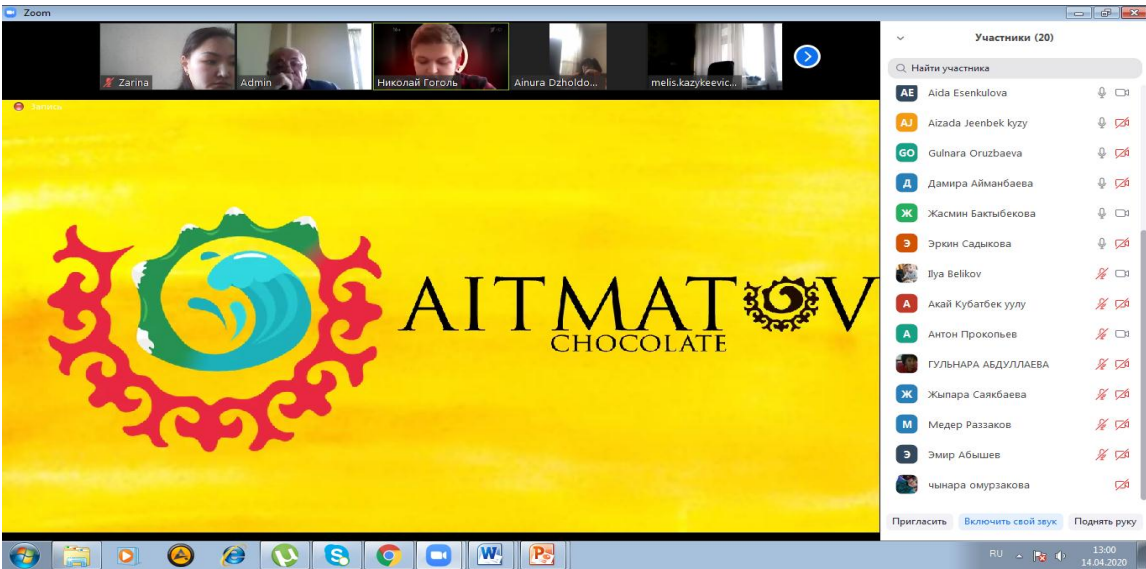 Zoom
Zarina
Admin
Николай Гоголь
Ainura Dzholdo...
melis.kazykeevic...
Запись
AITMATOV
CHOCOLATE
Участники (20)
Найти участника
AE Aida Esenkulova
AJ Aizada Jeenbek kyzy
GO Gulnara Oruzbaeva
Д Дамира Айманбаева
Ж Жасмин Бактыбекова
Э Эркин Садыкова
Ilya Belikov
А Акай Кубатбек уулу
А Антон Прокопьев
ГУЛЬНАРА АБДУЛЛАЕВА
Ж Жыпара Саякбаева
М Медер Раззаков
Э Эмир Абышев
чынара омурзакова
Пригласить Включить свой звук Поднять руку
RU 13:00
14.04.2020